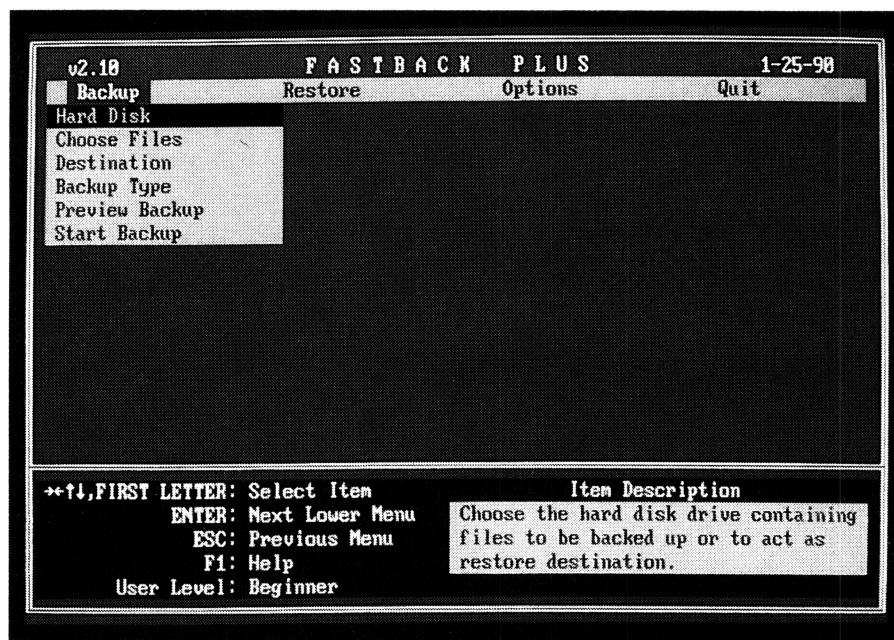 v2.10 F A S T B A C K P L U S 1-25-90
Backup Restore Options Quit
Hard Disk
Choose Files
Destination
Backup Type
Preview Backup
Start Backup
→←↑↓,FIRST LETTER: Select Item
ENTER: Next Lower Menu
ESC: Previous Menu
F1: Help
User Level: Beginner
Item Description
Choose the hard disk drive containing
files to be backed up or to act as
restore destination.